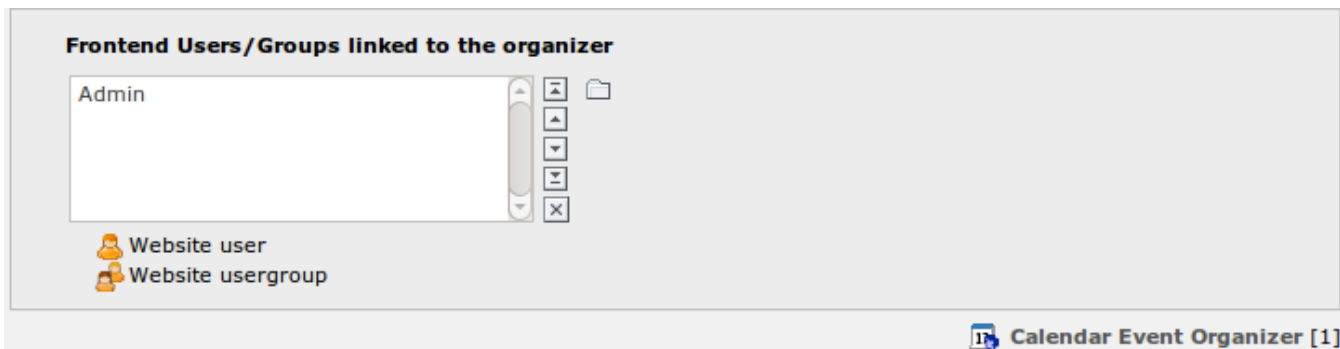 Frontend Users/Groups linked to the organizer
Admin
Website user
Website usergroup
Calendar Event Organizer [1]